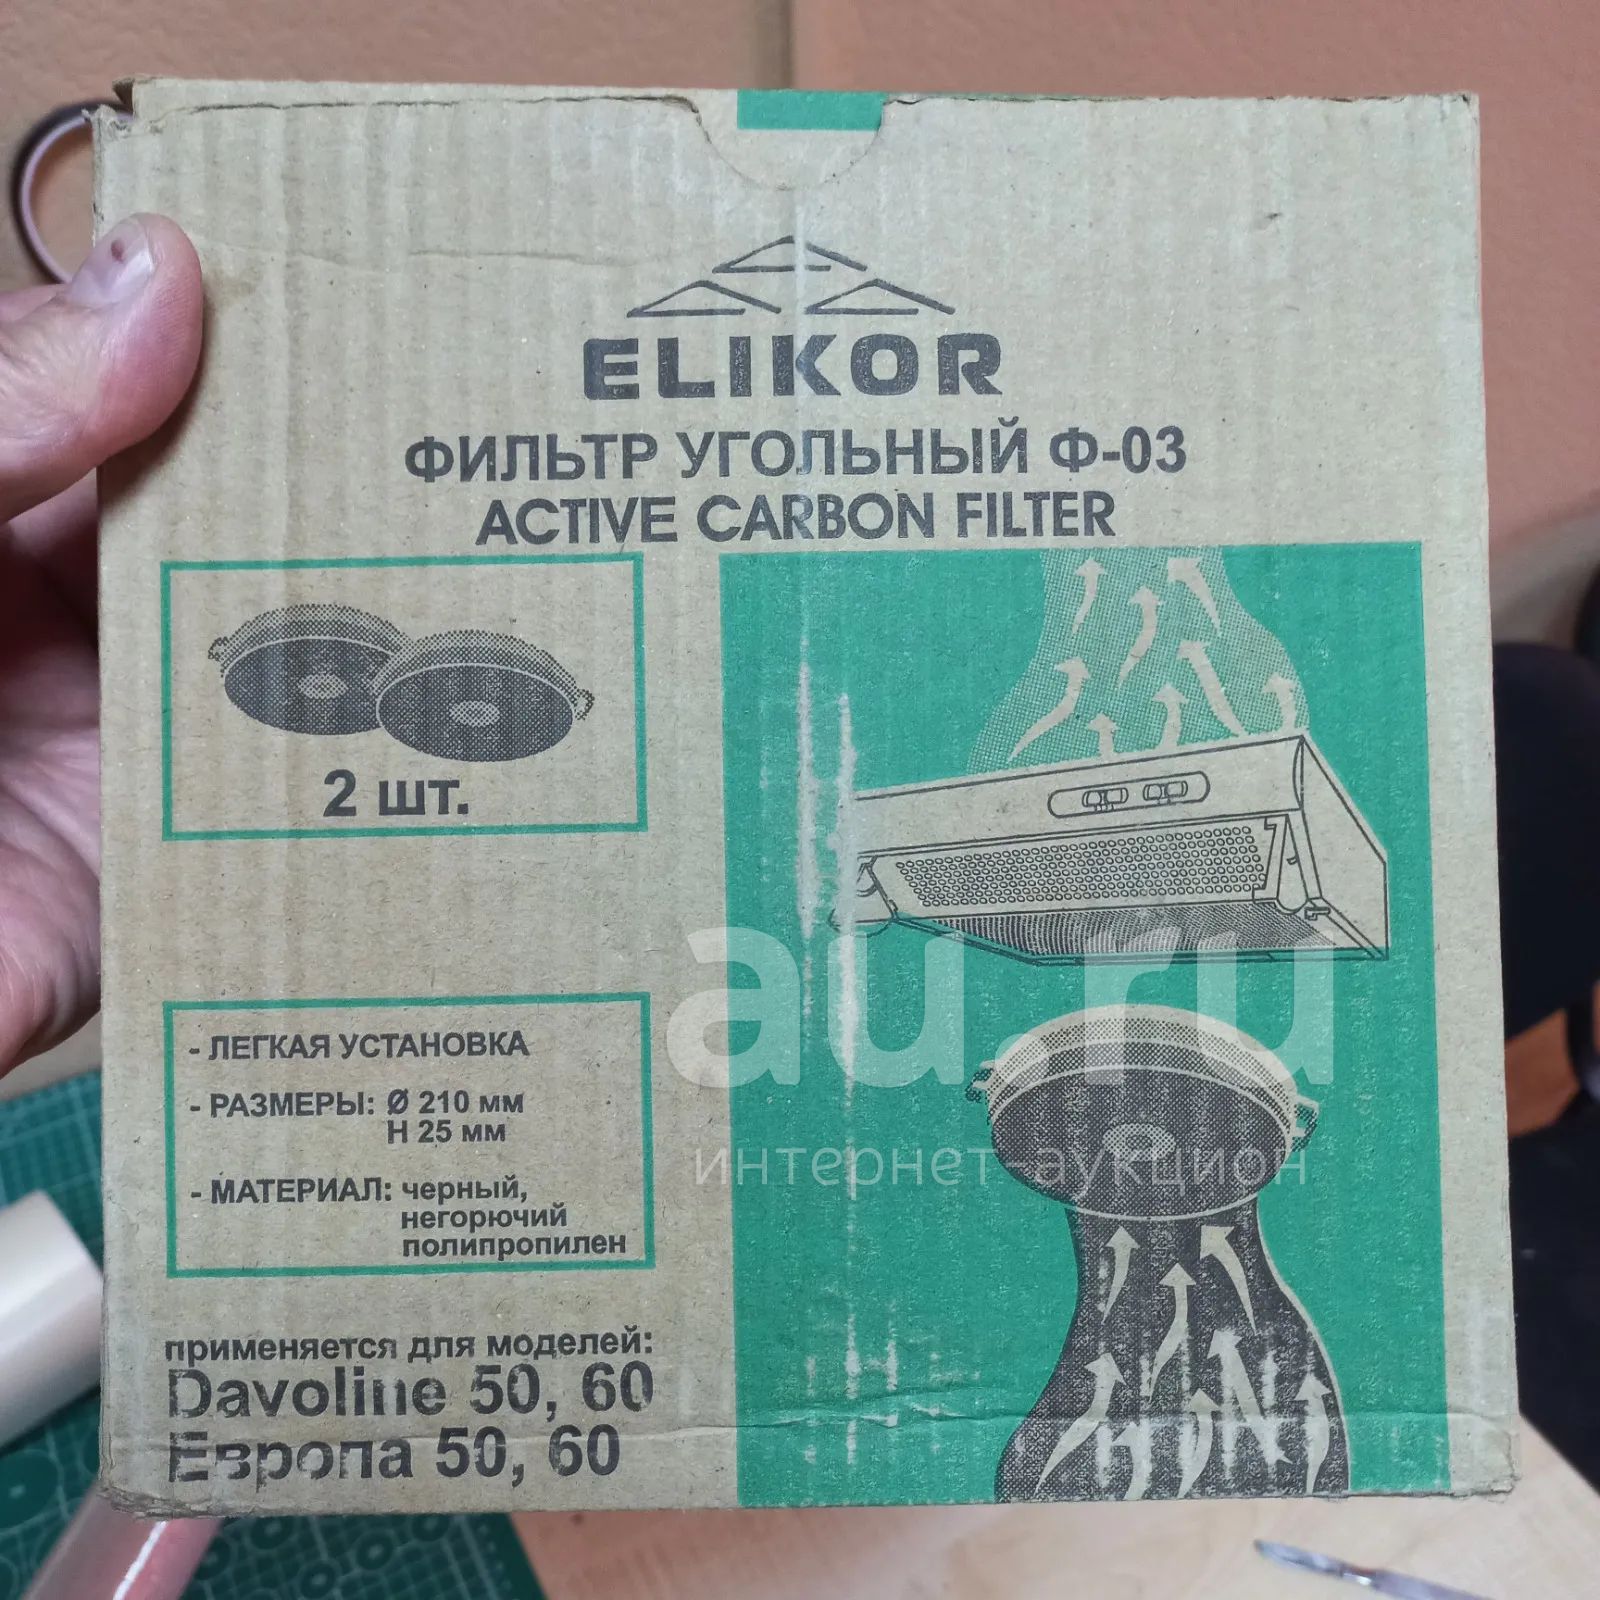 ELIKOR
ФИЛЬТР УГОЛЬНЫЙ Ф-03
ACTIVE CARBON FILTER
2 шт.
- ЛЕГКАЯ УСТАНОВКА
- РАЗМЕРЫ: Ø 210 мм
H 25 мм
- МАТЕРИАЛ: черный,
негорючий
полипропилен
применяется для моделей:
Davoline 50, 60
Европа 50, 60
au.ru
интернет-аукцион